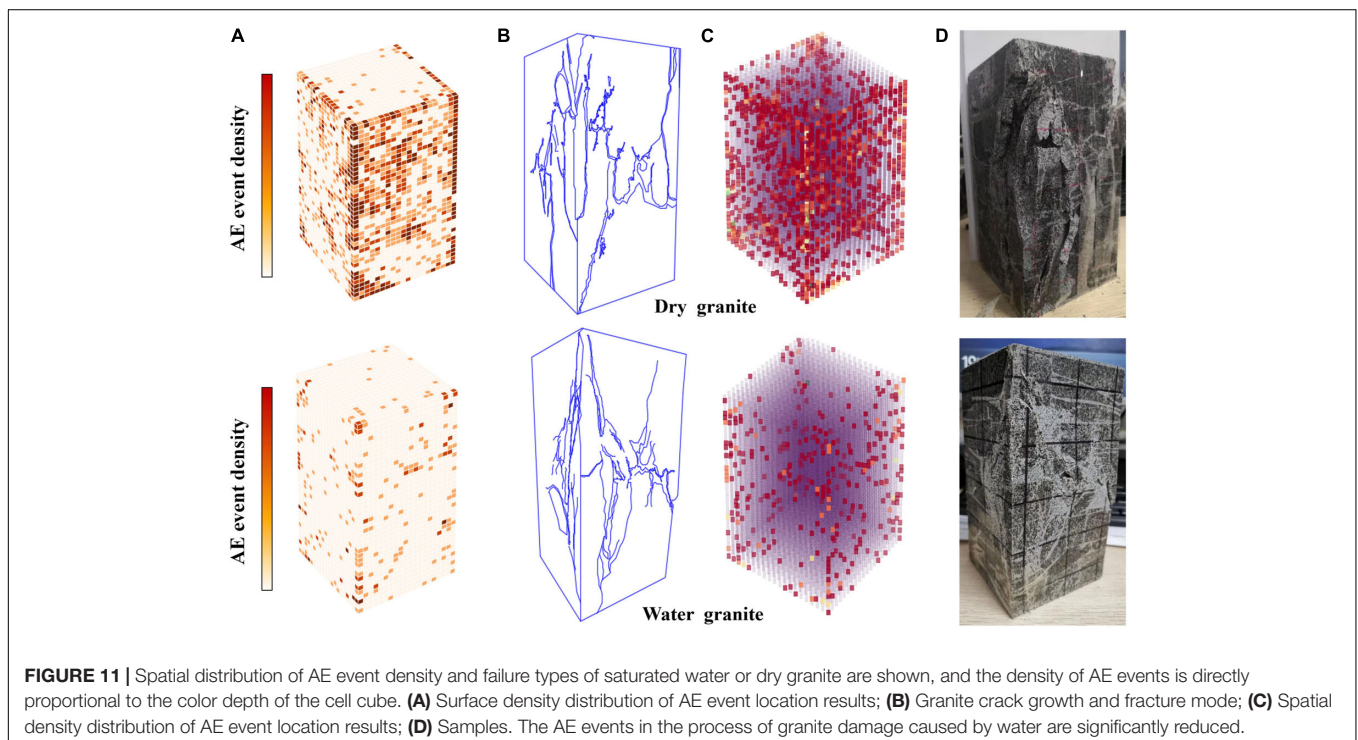 A
B
C
D
AE event density
Dry granite
AE event density
Water granite
19
FIGURE 11 | Spatial distribution of AE event density and failure types of saturated water or dry granite are shown, and the density of AE events is directly
proportional to the color depth of the cell cube. (A) Surface density distribution of AE event location results; (B) Granite crack growth and fracture mode; (C) Spatial
density distribution of AE event location results; (D) Samples. The AE events in the process of granite damage caused by water are significantly reduced.